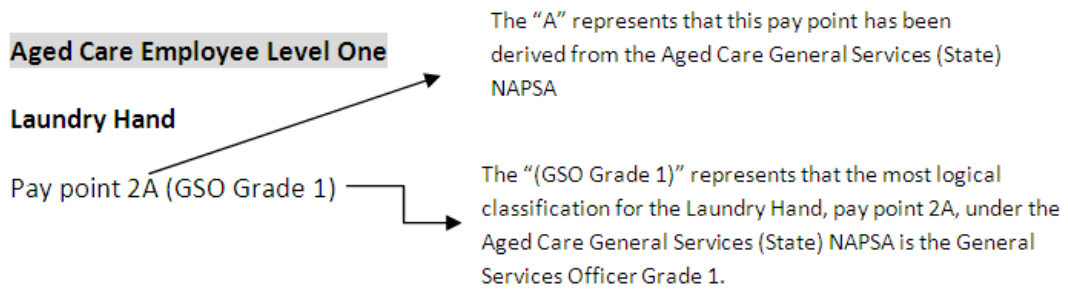 Aged Care Employee Level One
Laundry Hand
Pay point 2A (GSO Grade 1)
The “A” represents that this pay point has been
derived from the Aged Care General Services (State)
NAPSA
The “(GSO Grade 1)” represents that the most logical
classification for the Laundry Hand, pay point 2A, under the
Aged Care General Services (State) NAPSA is the General
Services Officer Grade 1.